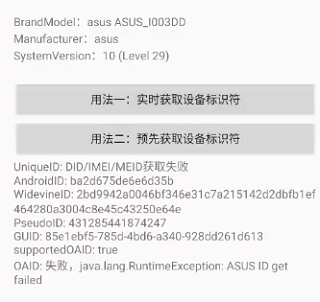 BrandModel：asus ASUS_I003DD
Manufacturer：asus
SystemVersion：10 (Level 29)
用法一：实时获取设备标识符
用法二：预先获取设备标识符
UniqueID: DID/IMEI/MEID获取失败
AndroidID: ba2d675de6e6d35b
WidevineID: 2bd9942a0046bf346e31c7a215142d2dbfb1ef
464280a3004c8e45c43250e64e
PseudoID: 431285441874247
GUID: 85e1ebf5-785d-4bd6-a340-928dd261d613
supportedOAID: true
OAID: 失败，java.lang.RuntimeException: ASUS ID get
failed